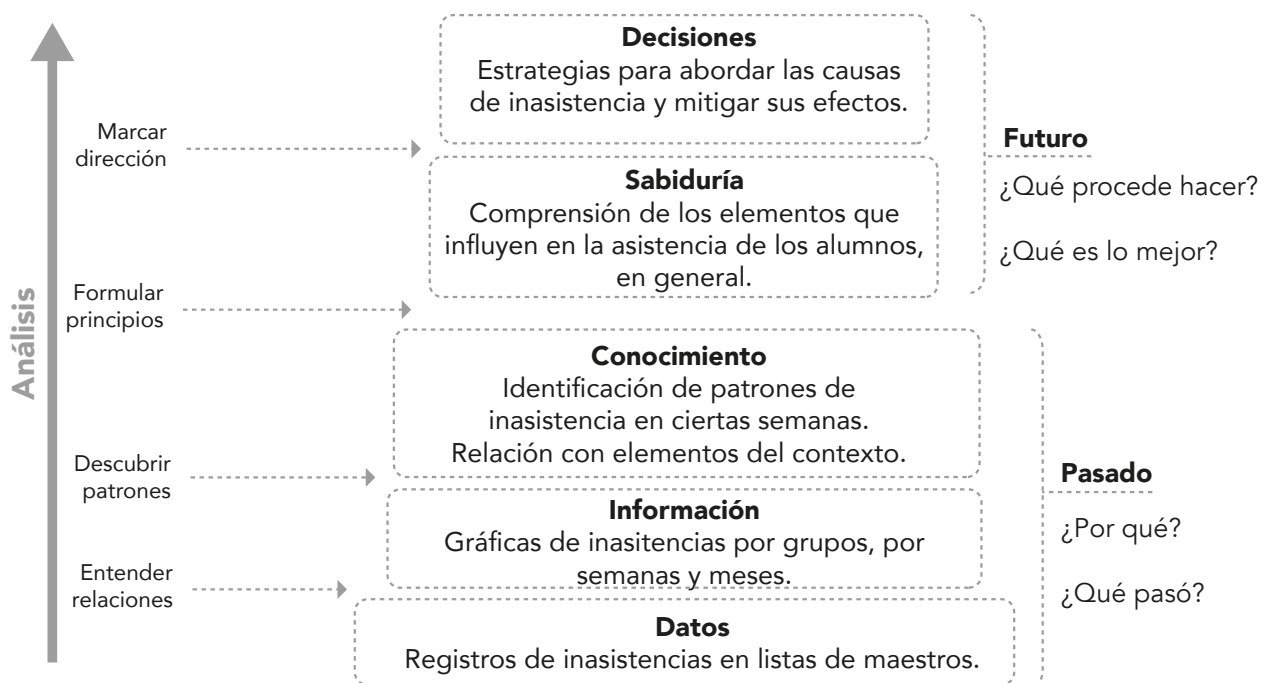 Decisiones
Estrategias para abordar las causas
de inasistencia y mitigar sus efectos.
Marcar
dirección
Futuro
Sabiduría
¿Qué procede hacer?
Comprensión de los elementos que
influyen en la asistencia de los alumnos,
en general.
¿Qué es lo mejor?
Formular
principios
Análisis
Conocimiento
Identificación de patrones de
inasistencia en ciertas semanas.
Relación con elementos del contexto.
Descubrir
patrones
Pasado
Información
Gráficas de inasitencias por grupos, por
semanas y meses.
¿Por qué?
Entender
relaciones
¿Qué pasó?
Datos
Registros de inasistencias en listas de maestros.